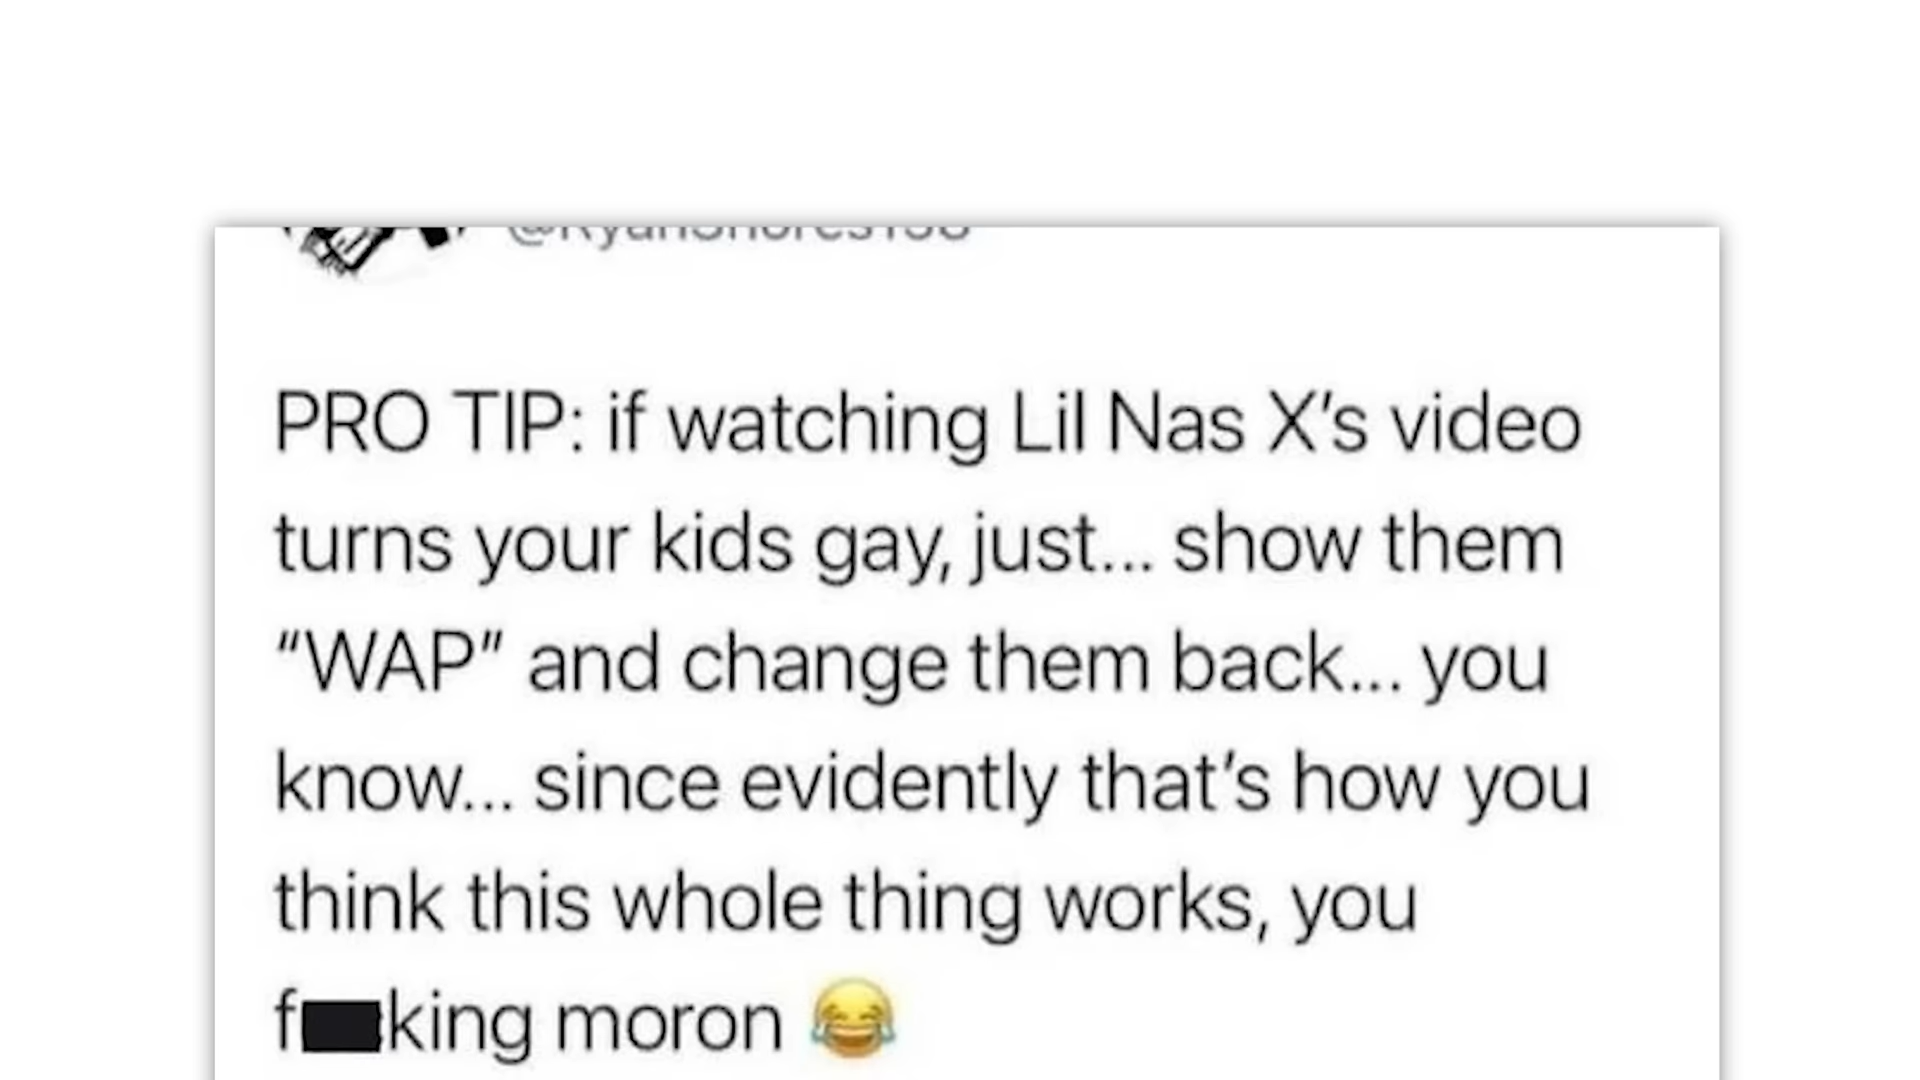 PRO TIP: if watching Lil Nas X’s video
turns your kids gay, just... show them
“WAP” and change them back... you
know... since evidently that’s how you
think this whole thing works, you
f■king moron 😂